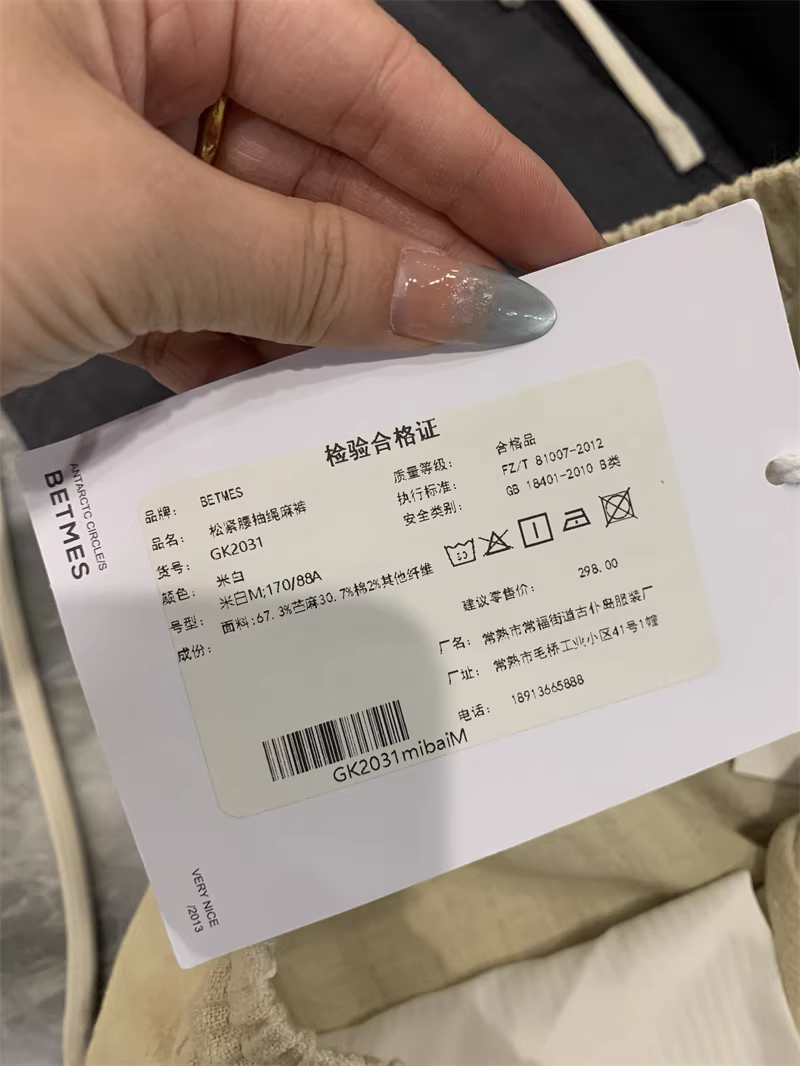 ANTARCTC CIRCLE/S
BETMES
检验合格证
品牌: BETMES
品名: 松紧腰抽绳麻裤
货号: GK2031
颜色: 米白
号型: 米白M;170/88A
成份: 面料:67.3%苎麻30.7%棉2%其他纤维
质量等级: 合格品
执行标准: FZ/T 81007-2012
安全类别: GB 18401-2010 B类
建议零售价: 298.00
厂名: 常熟市常福街道古仆岛服装厂
厂址: 常熟市毛桥工业小区41号1幢
电话: 18913665888
GK2031mibaiM
VERY NICE
/2013